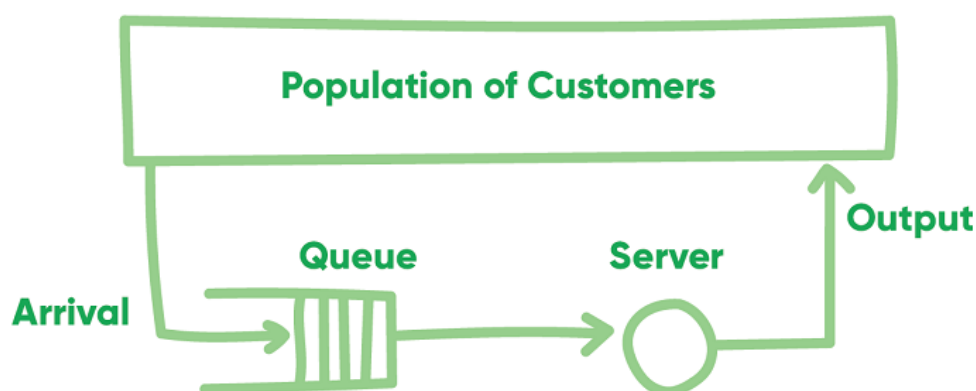 Population of Customers
Output
Queue
Server
Arrival